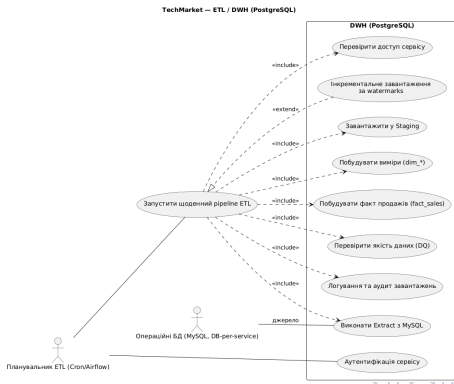 TechMarket — ETL / DWH (PostgreSQL)
DWH (PostgreSQL)
Перевірити доступ сервісу
«include»
Інкрементальне завантаження
за watermarks
«extend»
Завантажити у Staging
«include»
Побудувати виміри (dim_*)
«include»
Запустити щоденний pipeline ETL
«include»
Побудувати факт продажів (fact_sales)
«include»
Перевірити якість даних (DQ)
«include»
Логування та аудит завантажень
«include»
Виконати Extract з MySQL
джерело
Операційні БД (MySQL, DB-per-service)
Аутентифікація сервісу
Планувальник ETL (Cron/Airflow)